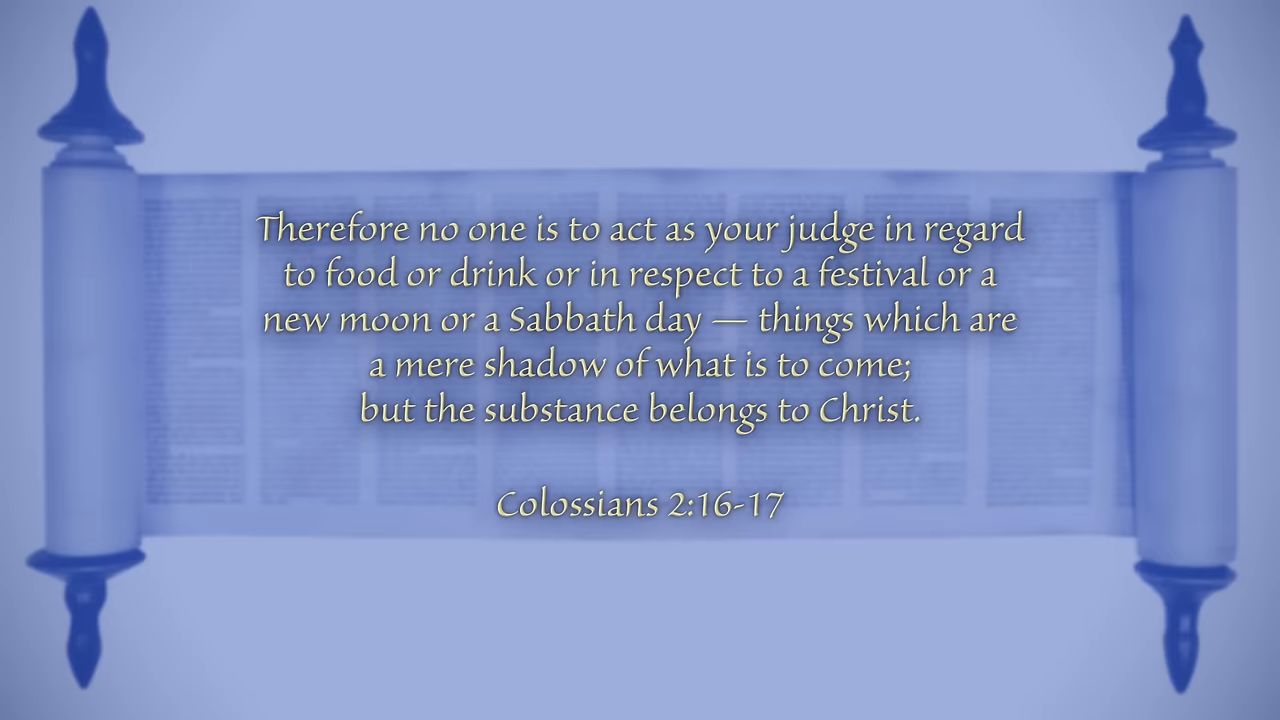 Therefore no one is to act as your judge in regard
to food or drink or in respect to a festival or a
new moon or a Sabbath day — things which are
a mere shadow of what is to come;
but the substance belongs to Christ.
Colossians 2:16-17